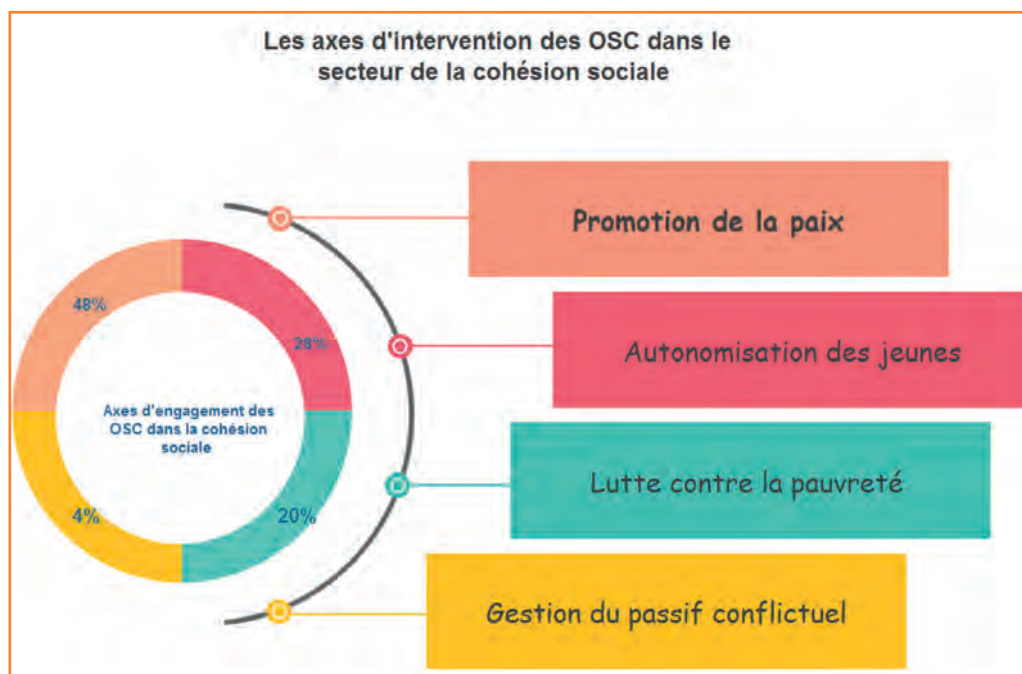 Les axes d'intervention des OSC dans le
secteur de la cohésion sociale
Promotion de la paix
48%
28%
Autonomisation des jeunes
Axes d'engagement des
OSC dans la cohésion
sociale
Lutte contre la pauvreté
4%
20%
Gestion du passif conflictuel